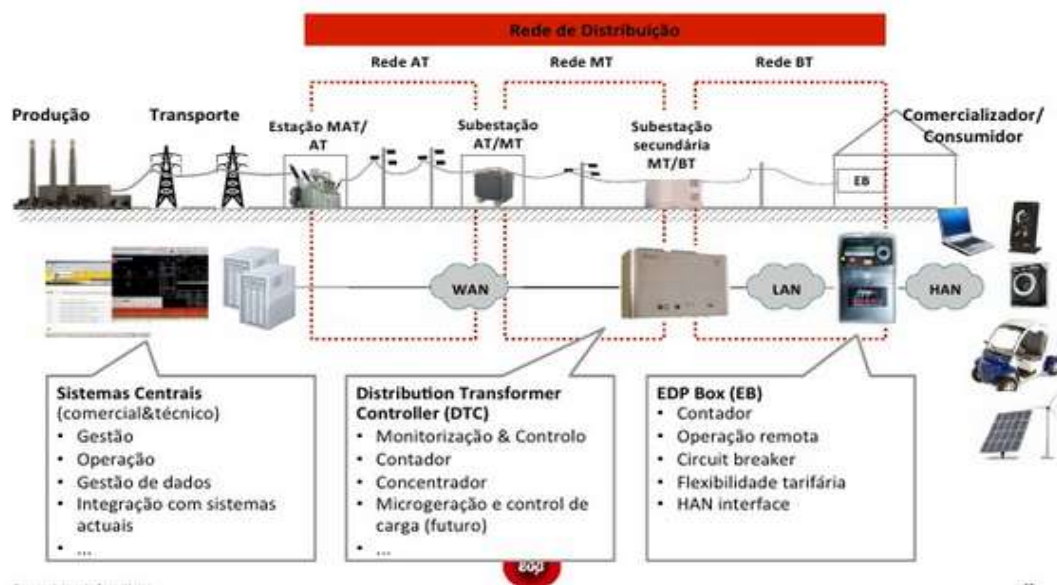 Rede de Distribuição
Rede AT
Rede MT
Rede BT
Produção
Transporte
Estação MAT/
AT
Subestação
AT/MT
Subestação
secundária
MT/BT
Comercializador/
Consumidor
EB
WAN
LAN
HAN
Sistemas Centrais
(comercial&técnico)
• Gestão
• Operação
• Gestão de dados
• Integração com sistemas
actuais
• ...
Distribution Transformer
Controller (DTC)
• Monitorização & Controlo
• Contador
• Concentrador
• Microgeração e control de
carga (futuro)
• ...
EDP Box (EB)
• Contador
• Operação remota
• Circuit breaker
• Flexibilidade tarifária
• HAN interface
edp